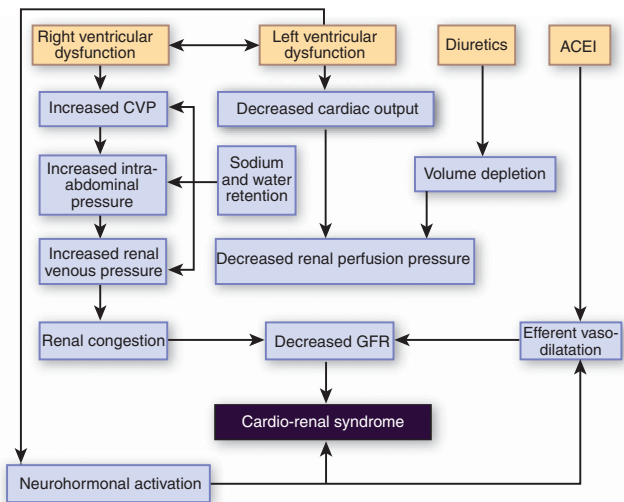 Right ventricular
dysfunction
Left ventricular
dysfunction
Diuretics
ACEI
Increased CVP
Decreased cardiac output
Increased intra-
abdominal
pressure
Sodium
and water
retention
Volume depletion
Increased renal
venous pressure
Decreased renal perfusion pressure
Renal congestion
Decreased GFR
Efferent vaso-
dilatation
Cardio-renal syndrome
Neurohormonal activation